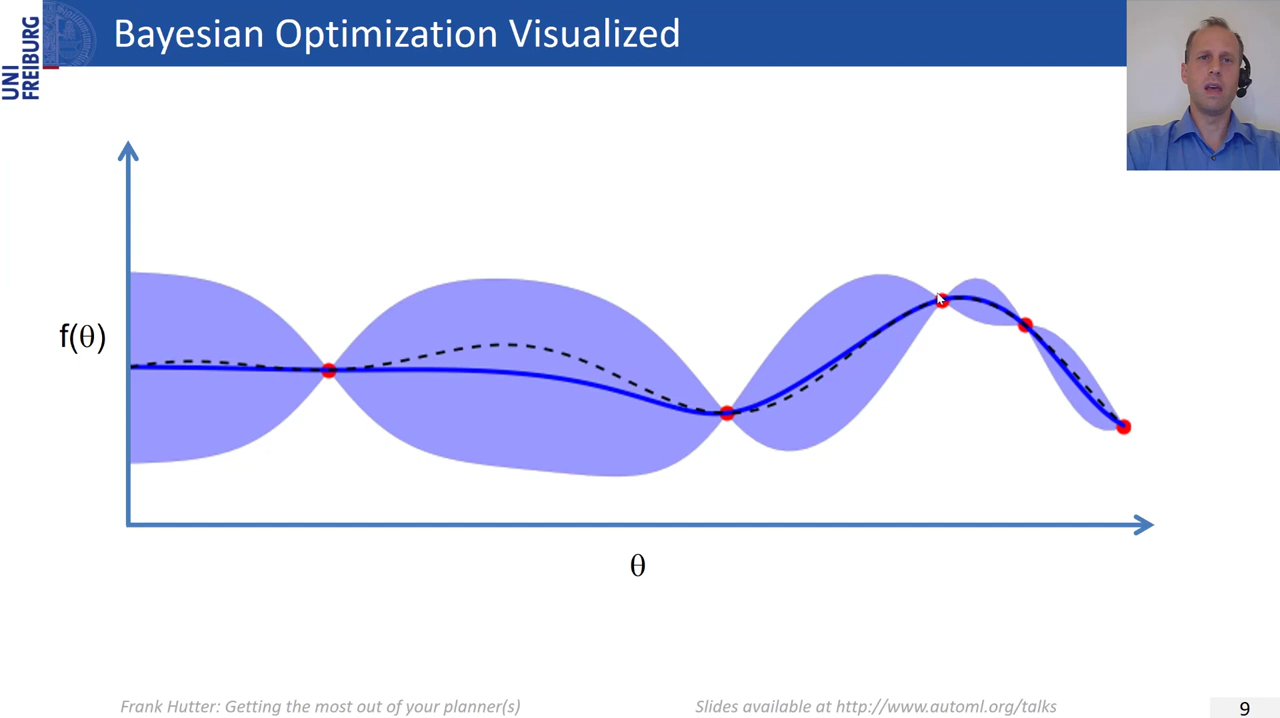 UNI
FREIBURG
Bayesian Optimization Visualized
f(θ)
θ
Frank Hutter: Getting the most out of your planner(s)
Slides available at http://www.automl.org/talks
9